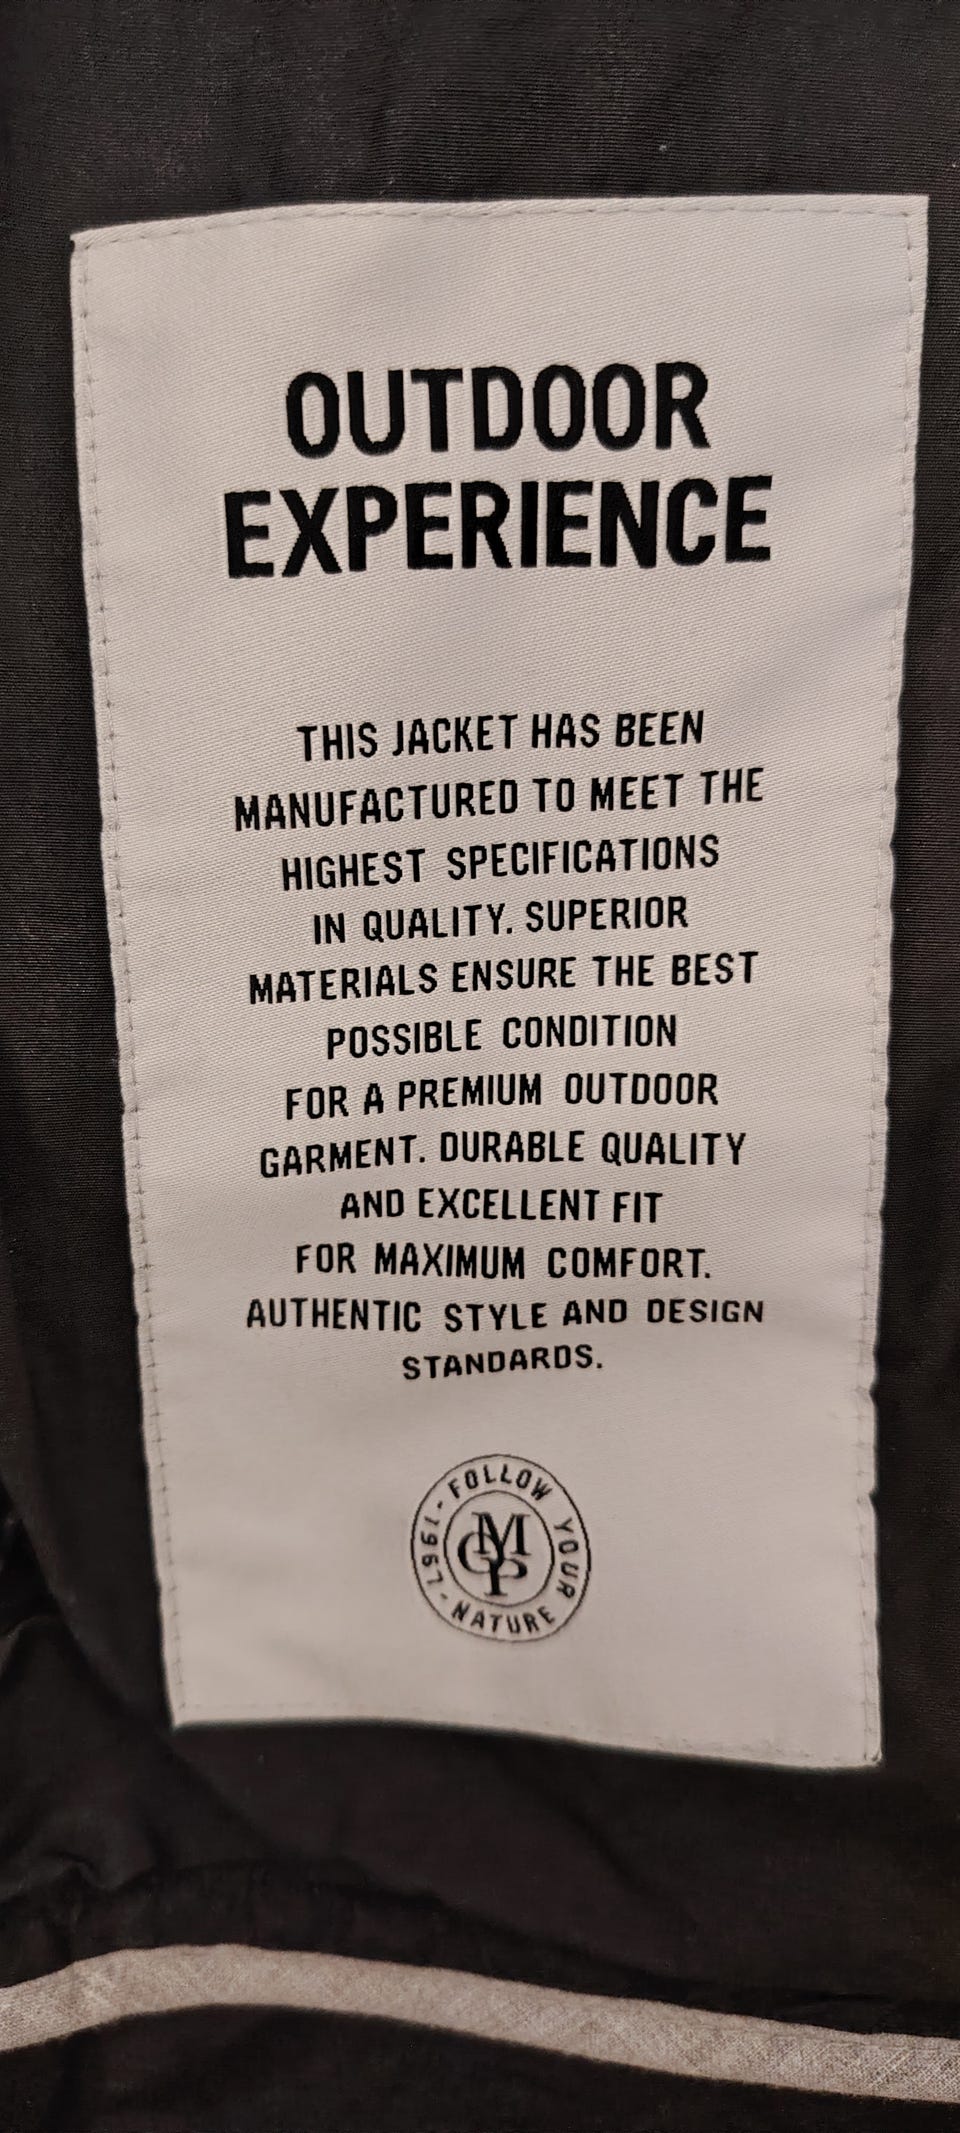 OUTDOOR
EXPERIENCE
THIS JACKET HAS BEEN
MANUFACTURED TO MEET THE
HIGHEST SPECIFICATIONS
IN QUALITY. SUPERIOR
MATERIALS ENSURE THE BEST
POSSIBLE CONDITION
FOR A PREMIUM OUTDOOR
GARMENT. DURABLE QUALITY
AND EXCELLENT FIT
FOR MAXIMUM COMFORT.
AUTHENTIC STYLE AND DESIGN
STANDARDS.
FOLLOW YOUR NATURE - 1967 -
MOP